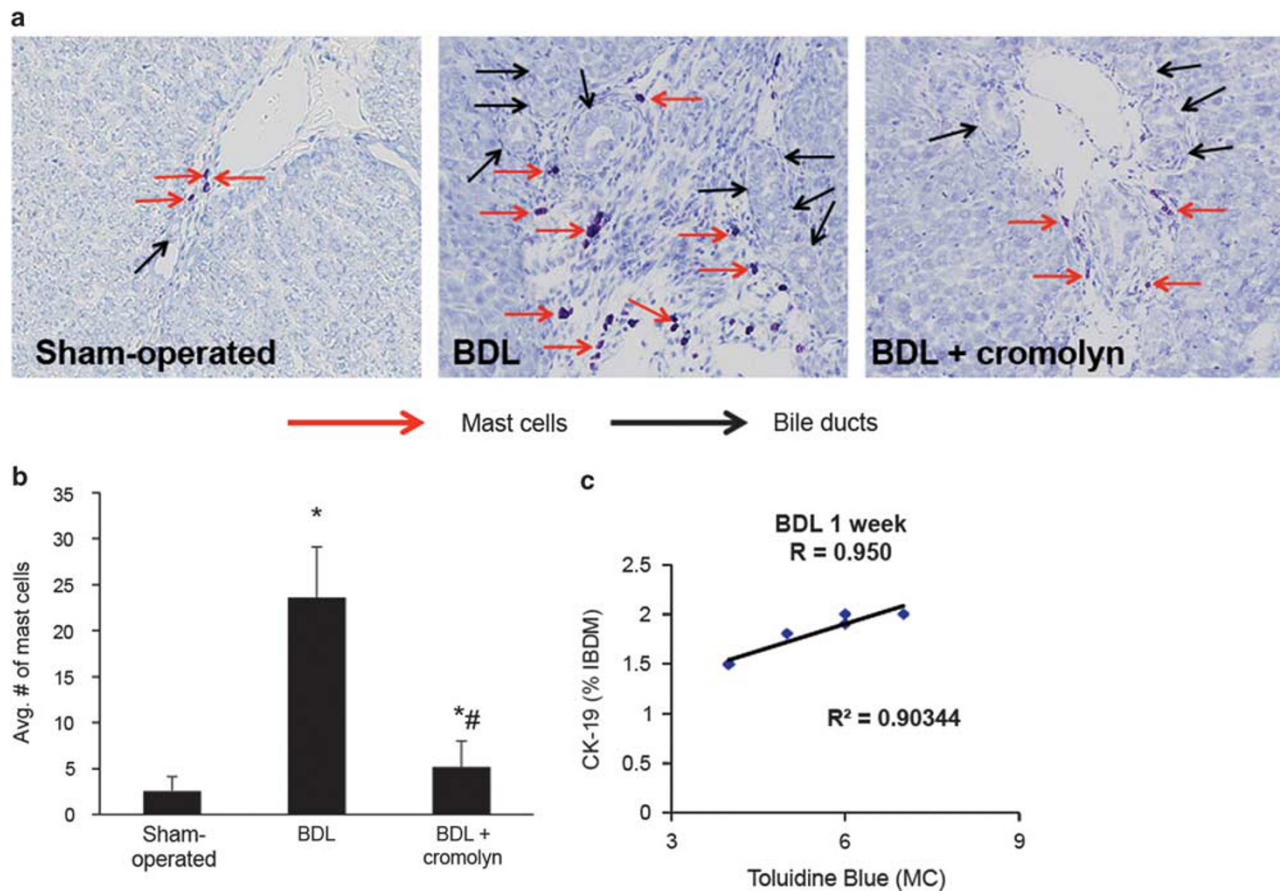 a
Sham-operated
BDL
BDL + cromolyn
Mast cells
Bile ducts
b
Avg. # of mast cells
35
30
25
20
15
10
5
0
*
*#
Sham-
operated
BDL
BDL +
cromolyn
c
BDL 1 week
R = 0.950
CK-19 (% IBDM)
2.5
2
1.5
1
0.5
0
R² = 0.90344
3
6
9
Toluidine Blue (MC)